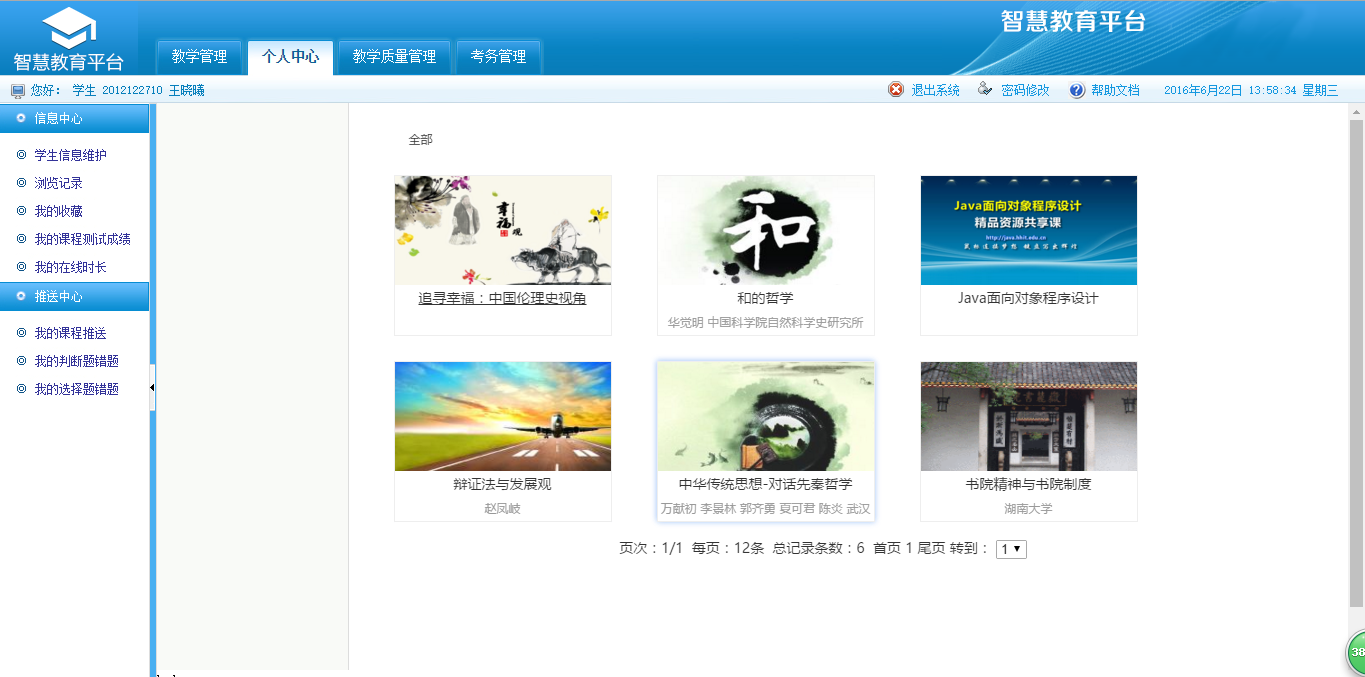 智慧教育平台
智慧教育平台
教学管理 个人中心 教学质量管理 考务管理
您好： 学生 2012122710 王晓曦
退出系统 密码修改 帮助文档 2016年6月22日 13:58:34 星期三
信息中心
学生信息维护
浏览记录
我的收藏
我的课程测试成绩
我的在线时长
推送中心
我的课程推送
我的判断题错题
我的选择题错题
全部
幸福观
追寻幸福：中国伦理史视角
和
和的哲学
华觉明 中国科学院自然科学史研究所
Java面向对象程序设计
精品资源共享课
http://java.hkit.edu.cn
Java面向对象程序设计
辩证法与发展观
赵凤岐
中华传统思想-对话先秦哲学
万献初 李景林 郭齐勇 夏可君 陈炎 武汉
书院精神与书院制度
湖南大学
页次：1/1 每页：12条 总记录条数：6 首页 1 尾页 转到： 1
38